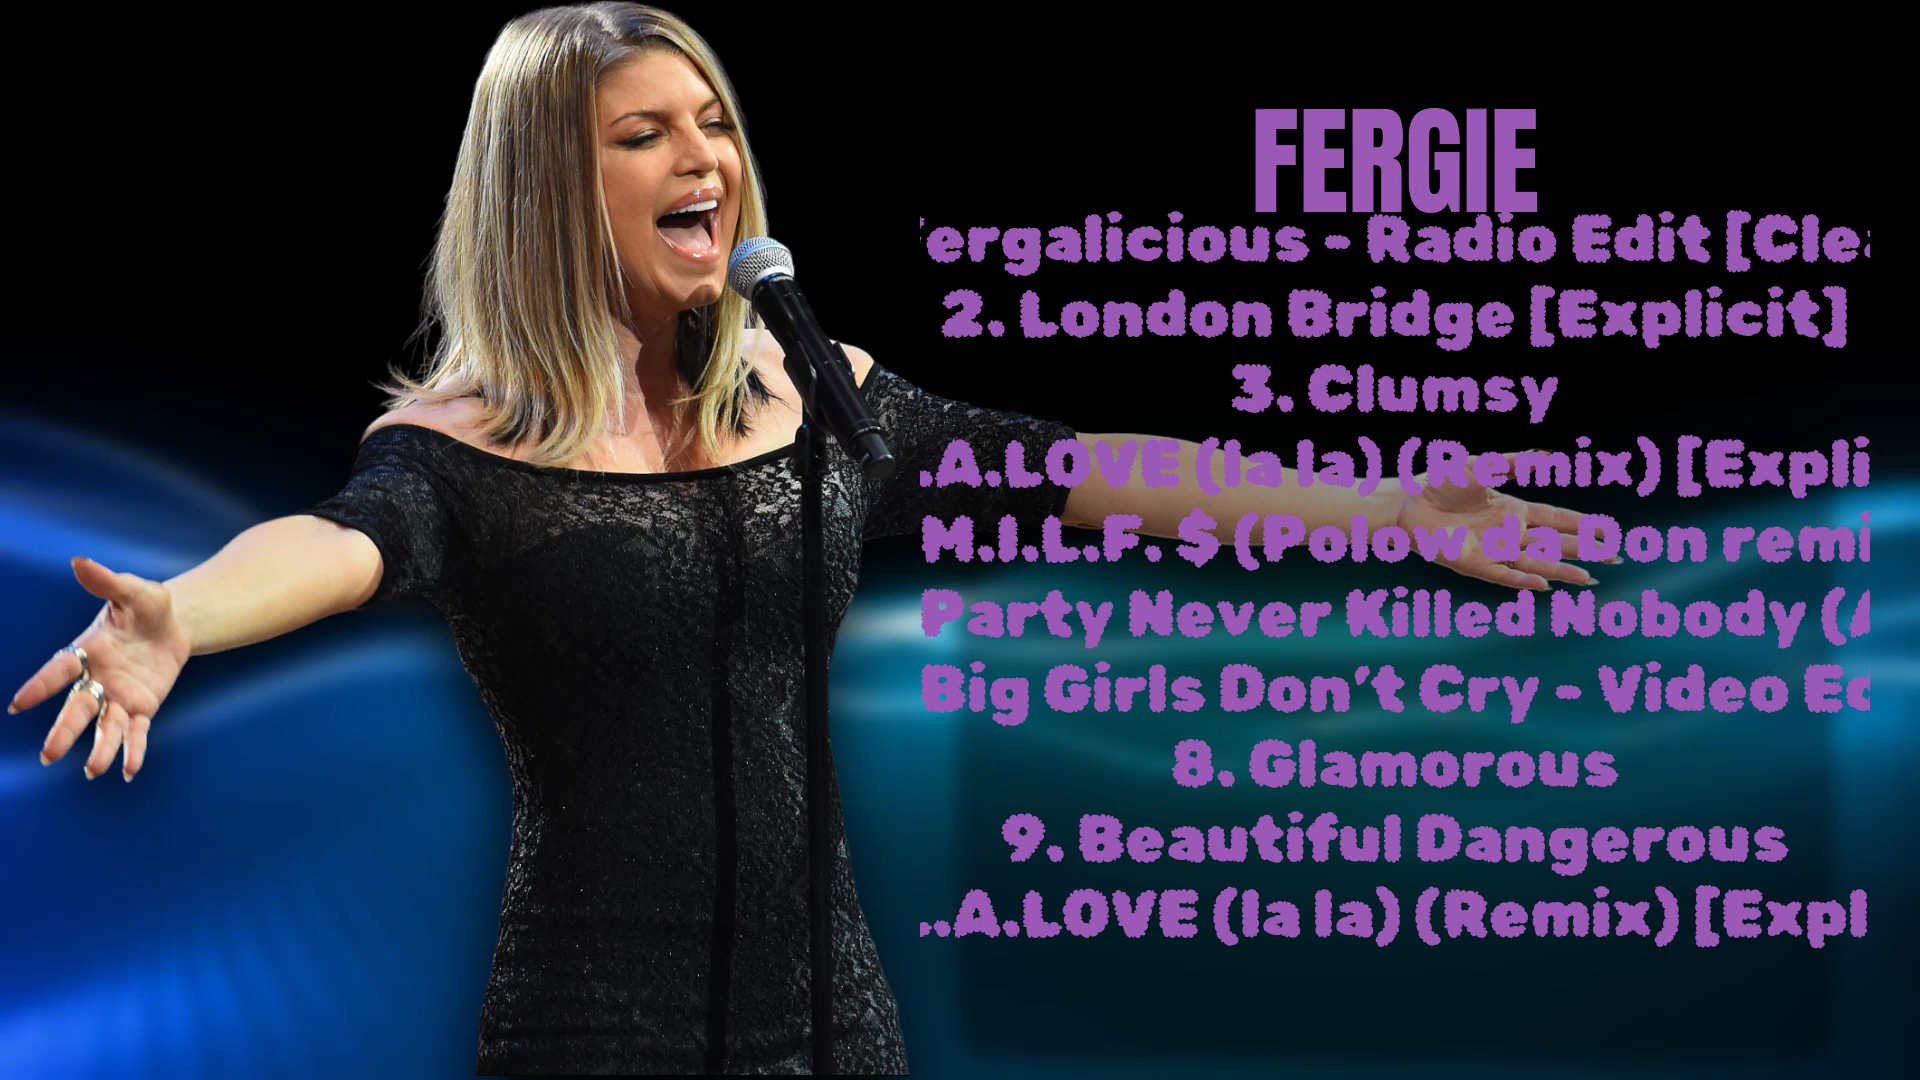 FERGIE
ergalicious - Radio Edit [Clea
2. London Bridge [Explicit]
3. Clumsy
.A.LOVE (la la) (Remix) [Expli
M.I.L.F. $ (Polow da Don remi
Party Never Killed Nobody (A
Big Girls Don't Cry - Video Ed
8. Glamorous
9. Beautiful Dangerous
..A.LOVE (la la) (Remix) [Expl